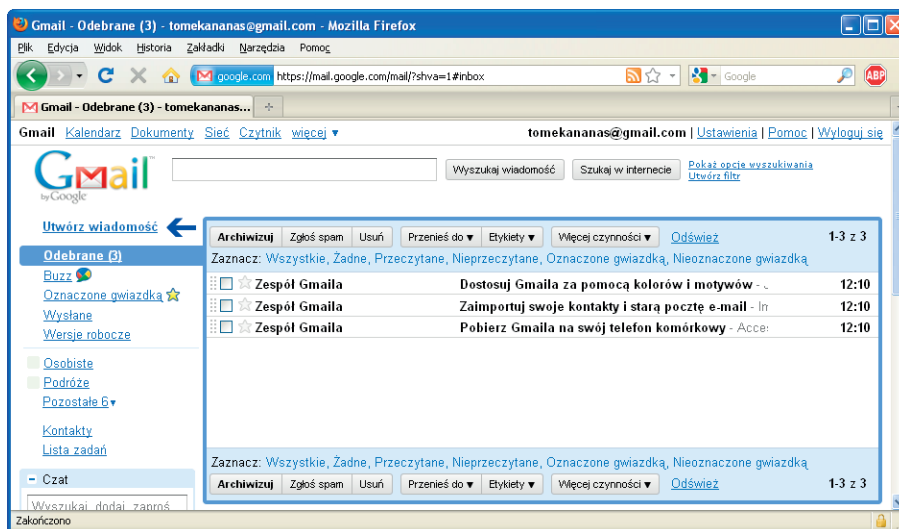 Gmail - Odebrane (3) - tomekananas@gmail.com - Mozilla Firefox
Plik Edycja Widok Historia Zakładki Narzędzia Pomoc
google.com https://mail.google.com/mail/?shva=1#inbox Google ABP
Gmail - Odebrane (3) - tomekananas...
Gmail Kalendarz Dokumenty Sieć Czytnik więcej ▼ tomekananas@gmail.com | Ustawienia | Pomoc | Wyloguj się
Gmail™
by Google
Wyszukaj wiadomość Szukaj w internecie Pokaż opcje wyszukiwania
Utwórz filtr
Utwórz wiadomość
Odebrane (3)
Buzz
Oznaczone gwiazdką
Wysłane
Wersje robocze
Osobiste
Podróże
Pozostałe 6▼
Kontakty
Lista zadań
– Czat
Wyszukaj, dodaj, zaproś
Archiwizuj Zgłoś spam Usuń Przenieś do ▼ Etykiety ▼ Więcej czynności ▼ Odśwież 1-3 z 3
Zaznacz: Wszystkie, Żadne, Przeczytane, Nieprzeczytane, Oznaczone gwiazdką, Nieoznaczone gwiazdką
Zespół Gmaila Dostosuj Gmaila za pomocą kolorów i motywów - 12:10
Zespół Gmaila Zaimportuj swoje kontakty i starą pocztę e-mail - 12:10
Zespół Gmaila Pobierz Gmaila na swój telefon komórkowy - Acce 12:10
Zaznacz: Wszystkie, Żadne, Przeczytane, Nieprzeczytane, Oznaczone gwiazdką, Nieoznaczone gwiazdką
Archiwizuj Zgłoś spam Usuń Przenieś do ▼ Etykiety ▼ Więcej czynności ▼ Odśwież 1-3 z 3
Zakończono